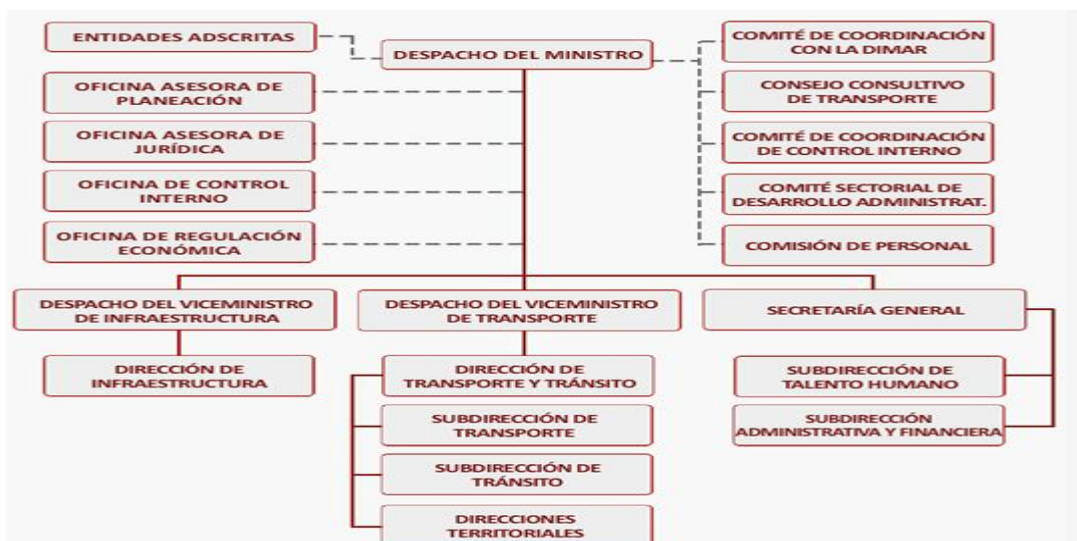 ENTIDADES ADSCRITAS
DESPACHO DEL MINISTRO
COMITÉ DE COORDINACIÓN
CON LA DIMAR
OFICINA ASESORA DE
PLANEACIÓN
CONSEJO CONSULTIVO
DE TRANSPORTE
OFICINA ASESORA DE
JURÍDICA
COMITÉ DE COORDINACIÓN
DE CONTROL INTERNO
OFICINA DE CONTROL
INTERNO
COMITÉ SECTORIAL DE
DESARROLLO ADMINISTRAT.
OFICINA DE REGULACIÓN
ECONÓMICA
COMISIÓN DE PERSONAL
DESPACHO DEL VICEMINISTRO
DE INFRAESTRUCTURA
DESPACHO DEL VICEMINISTRO
DE TRANSPORTE
SECRETARÍA GENERAL
DIRECCIÓN DE
INFRAESTRUCTURA
DIRECCIÓN DE
TRANSPORTE Y TRÁNSITO
SUBDIRECCIÓN DE
TALENTO HUMANO
SUBDIRECCIÓN DE
TRANSPORTE
SUBDIRECCIÓN
ADMINISTRATIVA Y FINANCIERA
SUBDIRECCIÓN DE
TRÁNSITO
DIRECCIONES
TERRITORIALES